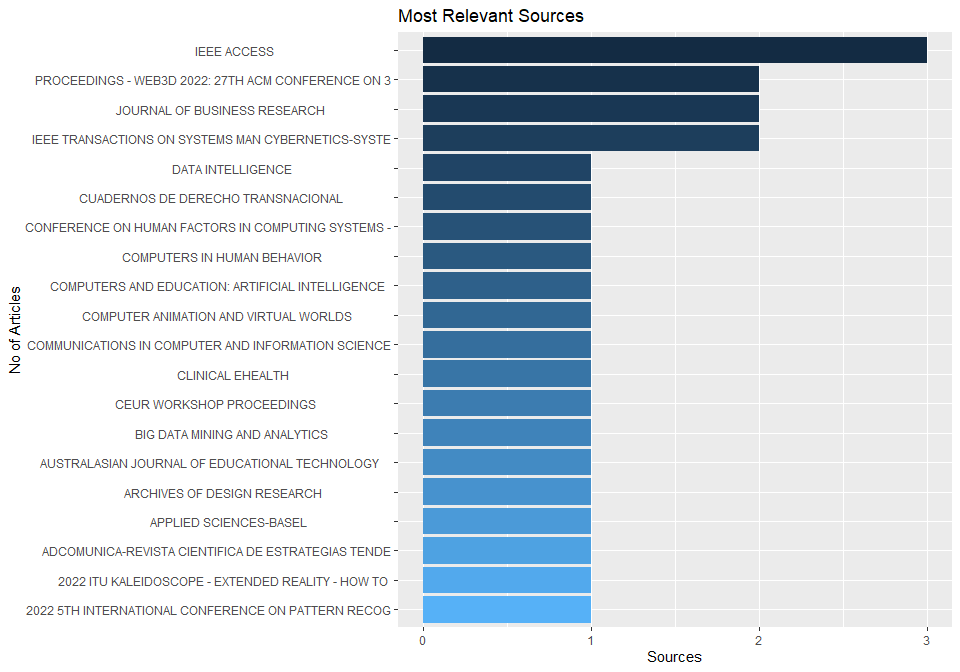 Most Relevant Sources
IEEE ACCESS
PROCEEDINGS - WEB3D 2022: 27TH ACM CONFERENCE ON 3
JOURNAL OF BUSINESS RESEARCH
IEEE TRANSACTIONS ON SYSTEMS MAN CYBERNETICS-SYSTE
DATA INTELLIGENCE
CUADERNOS DE DERECHO TRANSNACIONAL
CONFERENCE ON HUMAN FACTORS IN COMPUTING SYSTEMS -
COMPUTERS IN HUMAN BEHAVIOR
COMPUTERS AND EDUCATION: ARTIFICIAL INTELLIGENCE
COMPUTER ANIMATION AND VIRTUAL WORLDS
COMMUNICATIONS IN COMPUTER AND INFORMATION SCIENCE
CLINICAL EHEALTH
CEUR WORKSHOP PROCEEDINGS
BIG DATA MINING AND ANALYTICS
AUSTRALASIAN JOURNAL OF EDUCATIONAL TECHNOLOGY
ARCHIVES OF DESIGN RESEARCH
APPLIED SCIENCES-BASEL
ADCOMUNICA-REVISTA CIENTIFICA DE ESTRATEGIAS TENDE
2022 ITU KALEIDOSCOPE - EXTENDED REALITY - HOW TO
2022 5TH INTERNATIONAL CONFERENCE ON PATTERN RECOG
No of Articles
0 1 2 3
Sources